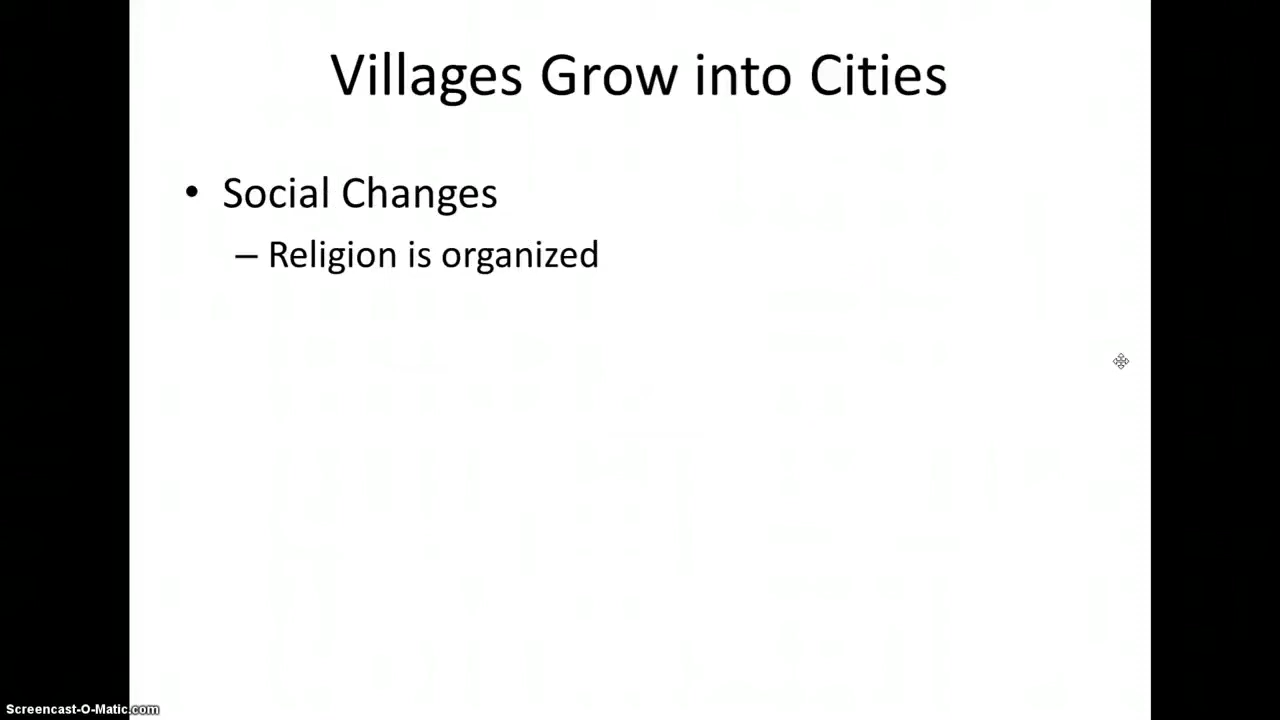 Villages Grow into Cities
• Social Changes
– Religion is organized
Screencast-O-Matic.com